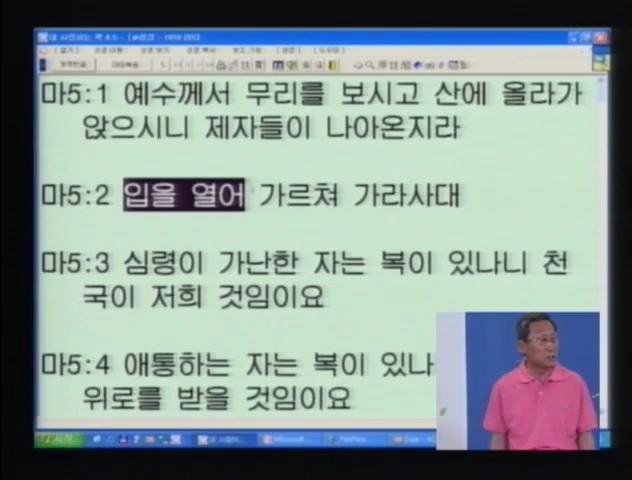 마5:1 예수께서 무리를 보시고 산에 올라가
앉으시니 제자들이 나아온지라
마5:2 입을 열어 가르쳐 가라사대
마5:3 심령이 가난한 자는 복이 있나니 천
국이 저희 것임이요
마5:4 애통하는 자는 복이 있나
위로를 받을 것임이요
시작